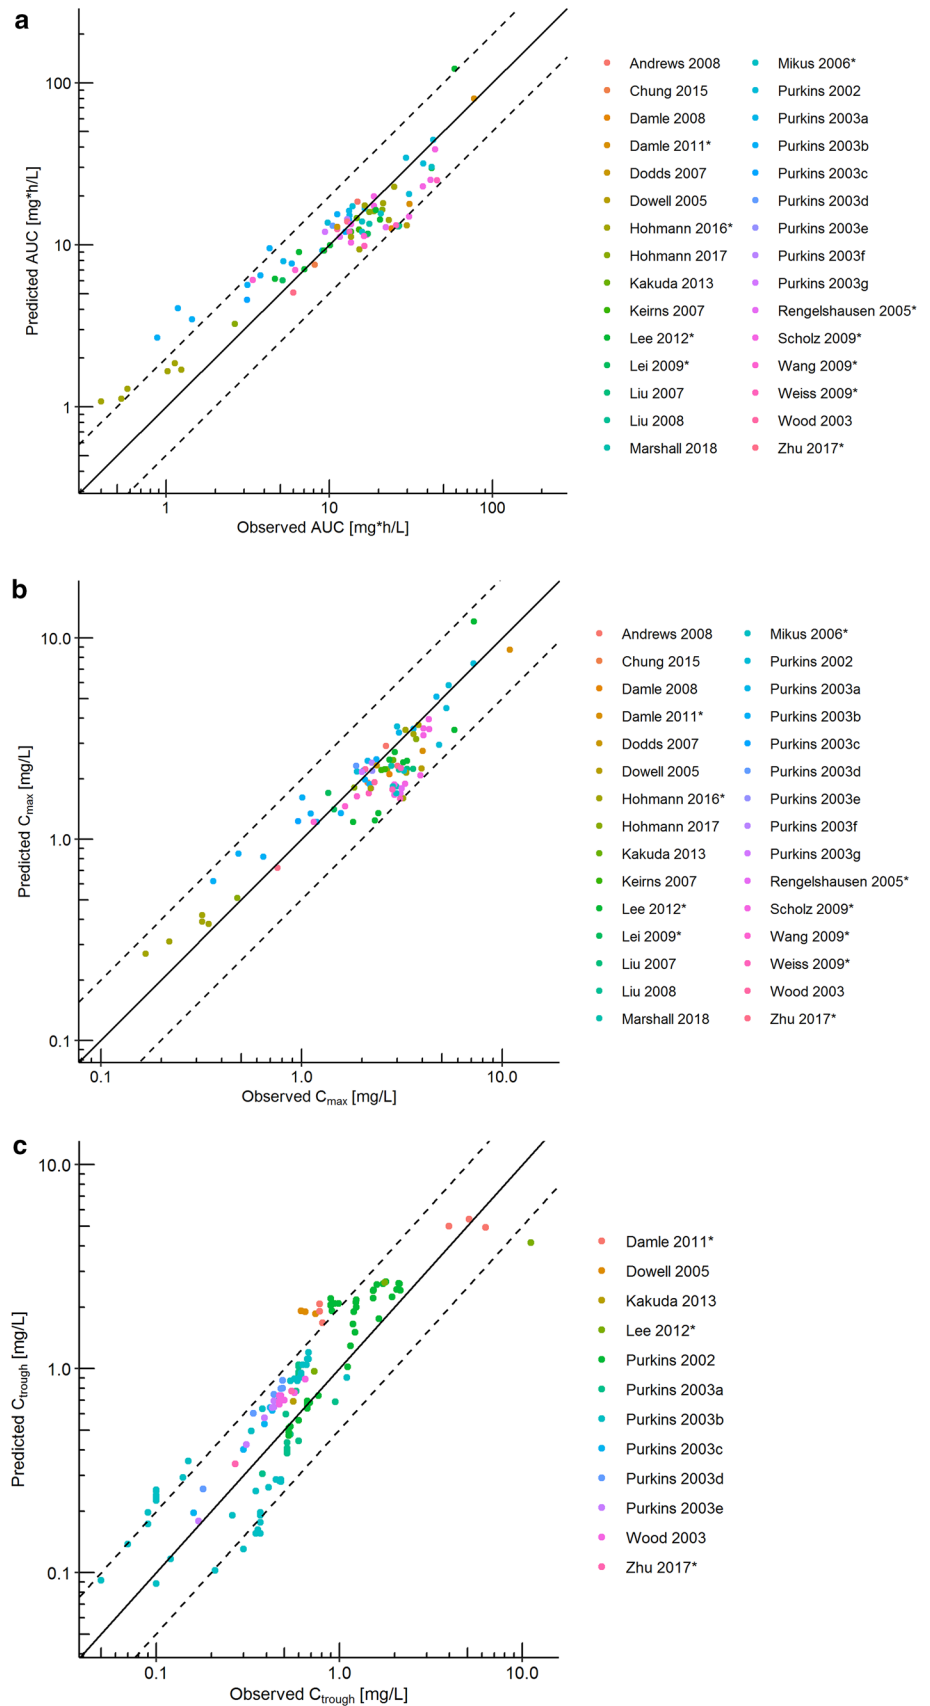 a
100
10
1
Predicted AUC [mg*h/L]
1 10 100
Observed AUC [mg*h/L]
Andrews 2008
Chung 2015
Damle 2008
Damle 2011*
Dodds 2007
Dowell 2005
Hohmann 2016*
Hohmann 2017
Kakuda 2013
Keirns 2007
Lee 2012*
Lei 2009*
Liu 2007
Liu 2008
Marshall 2018
Mikus 2006*
Purkins 2002
Purkins 2003a
Purkins 2003b
Purkins 2003c
Purkins 2003d
Purkins 2003e
Purkins 2003f
Purkins 2003g
Rengelshausen 2005*
Scholz 2009*
Wang 2009*
Weiss 2009*
Wood 2003
Zhu 2017*
b
10.0
1.0
0.1
Predicted Cmax [mg/L]
0.1 1.0 10.0
Observed Cmax [mg/L]
Andrews 2008
Chung 2015
Damle 2008
Damle 2011*
Dodds 2007
Dowell 2005
Hohmann 2016*
Hohmann 2017
Kakuda 2013
Keirns 2007
Lee 2012*
Lei 2009*
Liu 2007
Liu 2008
Marshall 2018
Mikus 2006*
Purkins 2002
Purkins 2003a
Purkins 2003b
Purkins 2003c
Purkins 2003d
Purkins 2003e
Purkins 2003f
Purkins 2003g
Rengelshausen 2005*
Scholz 2009*
Wang 2009*
Weiss 2009*
Wood 2003
Zhu 2017*
c
10.0
1.0
0.1
Predicted Ctrough [mg/L]
0.1 1.0 10.0
Observed Ctrough [mg/L]
Damle 2011*
Dowell 2005
Kakuda 2013
Lee 2012*
Purkins 2002
Purkins 2003a
Purkins 2003b
Purkins 2003c
Purkins 2003d
Purkins 2003e
Wood 2003
Zhu 2017*